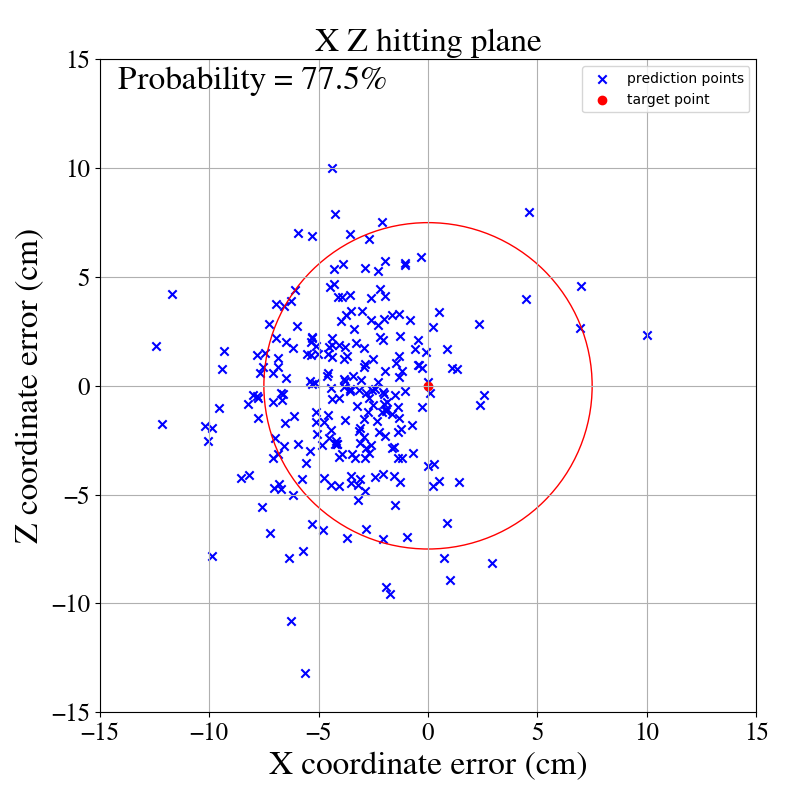 X Z hitting plane
Probability = 77.5%
prediction points
target point
15
10
5
0
−5
−10
−15
Z coordinate error (cm)
−15 −10 −5 0 5 10 15
X coordinate error (cm)